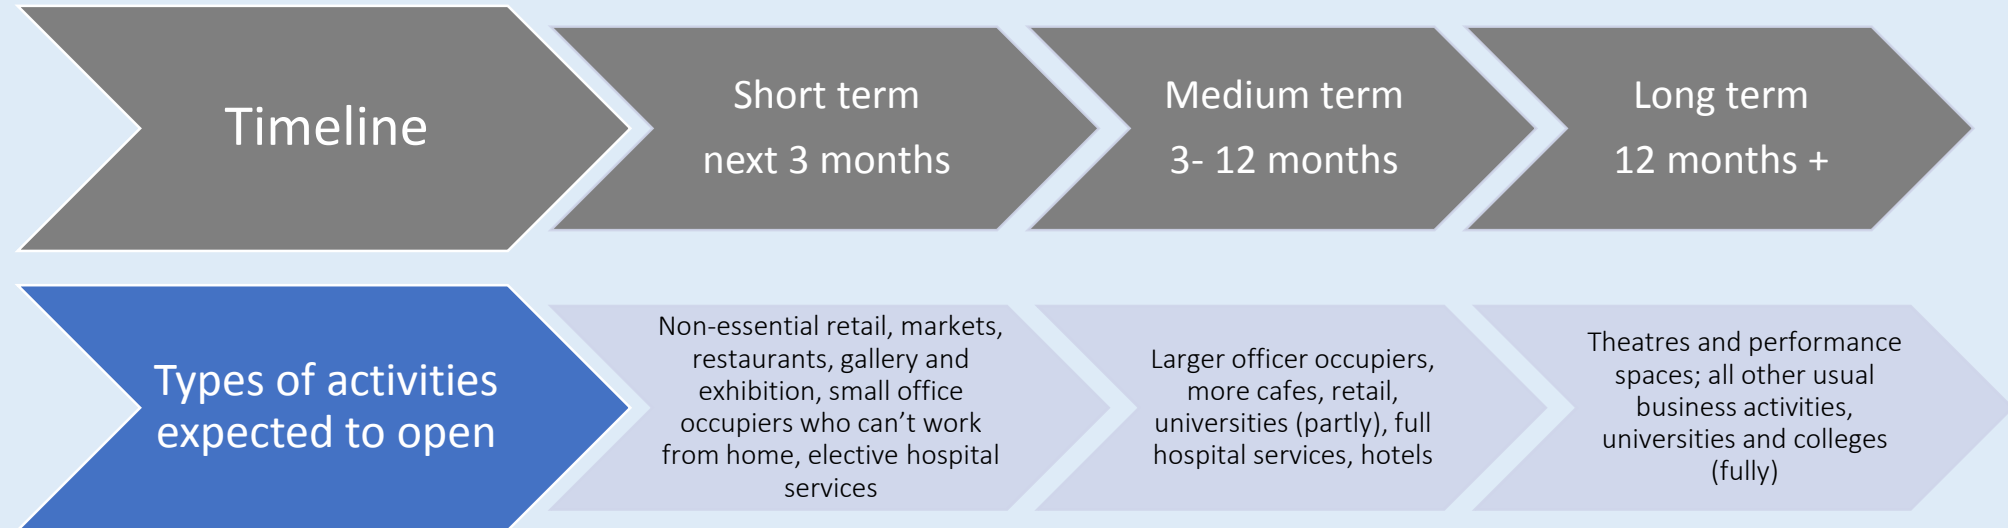 Timeline
Short term
next 3 months
Medium term
3- 12 months
Long term
12 months +
Types of activities
expected to open
Non-essential retail, markets,
restaurants, gallery and
exhibition, small office
occupiers who can’t work
from home, elective hospital
services
Larger officer occupiers,
more cafes, retail,
universities (partly), full
hospital services, hotels
Theatres and performance
spaces; all other usual
business activities,
universities and colleges
(fully)